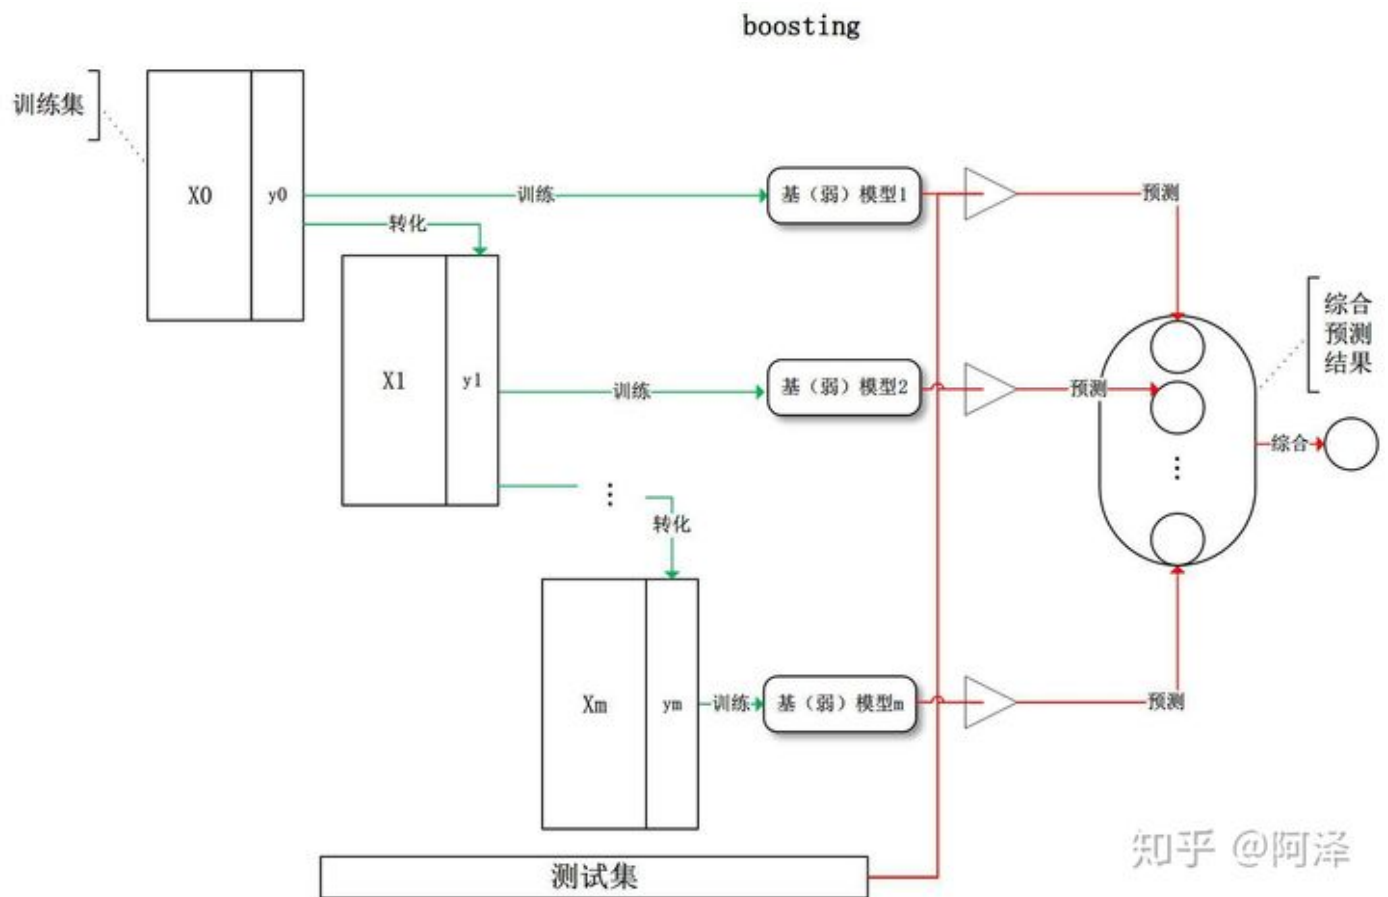 boosting
训练集
X0
y0
训练
基（弱）模型1
预测
转化
X1
y1
训练
基（弱）模型2
预测
综合
预测
结果
综合
⋮
⋮
转化
Xm
ym
训练
基（弱）模型m
预测
测试集
知乎 @阿泽